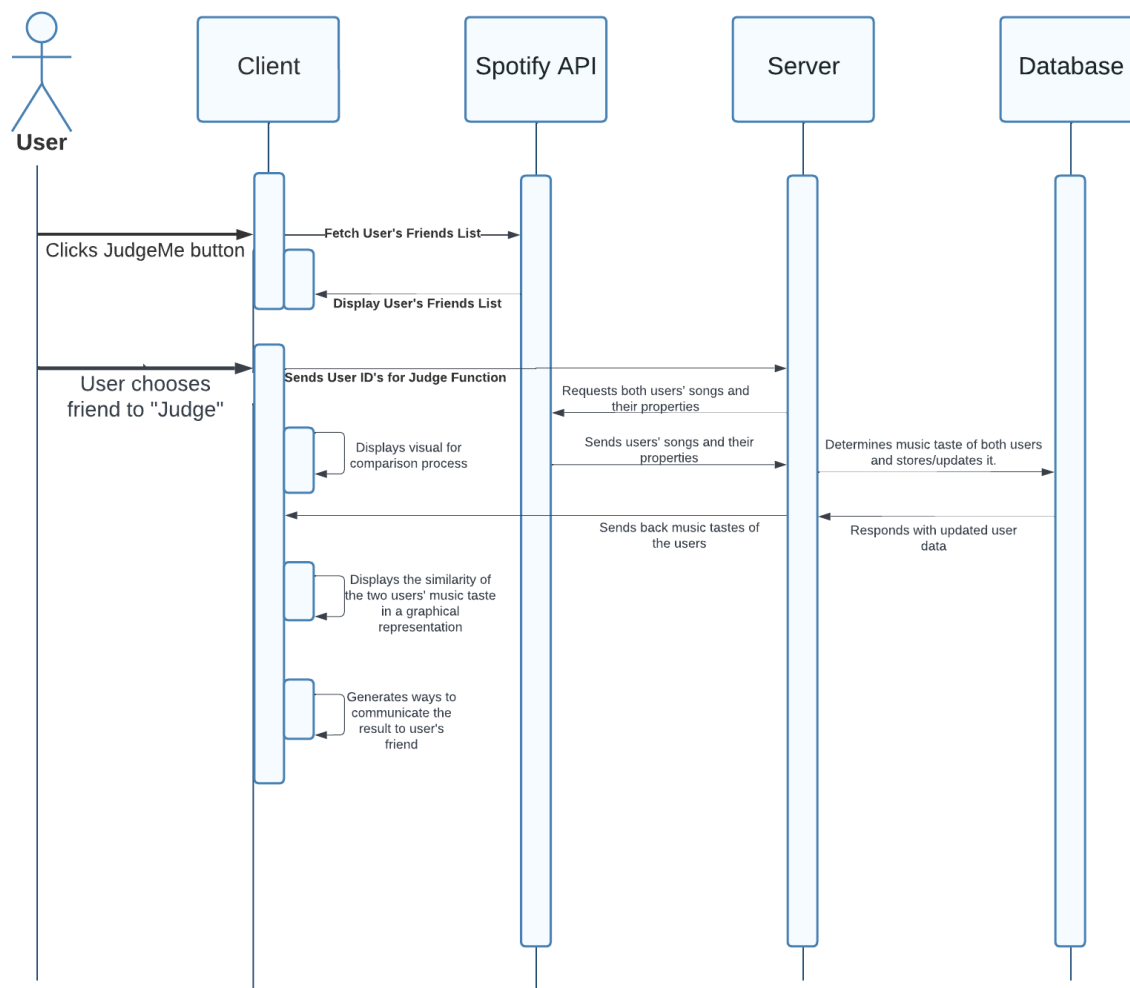 Client
Spotify API
Server
Database
User
Clicks JudgeMe button
Fetch User's Friends List
Display User's Friends List
User chooses
friend to "Judge"
Sends User ID's for Judge Function
Requests both users' songs and
their properties
Displays visual for
comparison process
Sends users' songs and their
properties
Determines music taste of both users
and stores/updates it.
Sends back music tastes of
the users
Responds with updated user
data
Displays the similarity of
the two users' music taste
in a graphical
representation
Generates ways to
communicate the
result to user's
friend